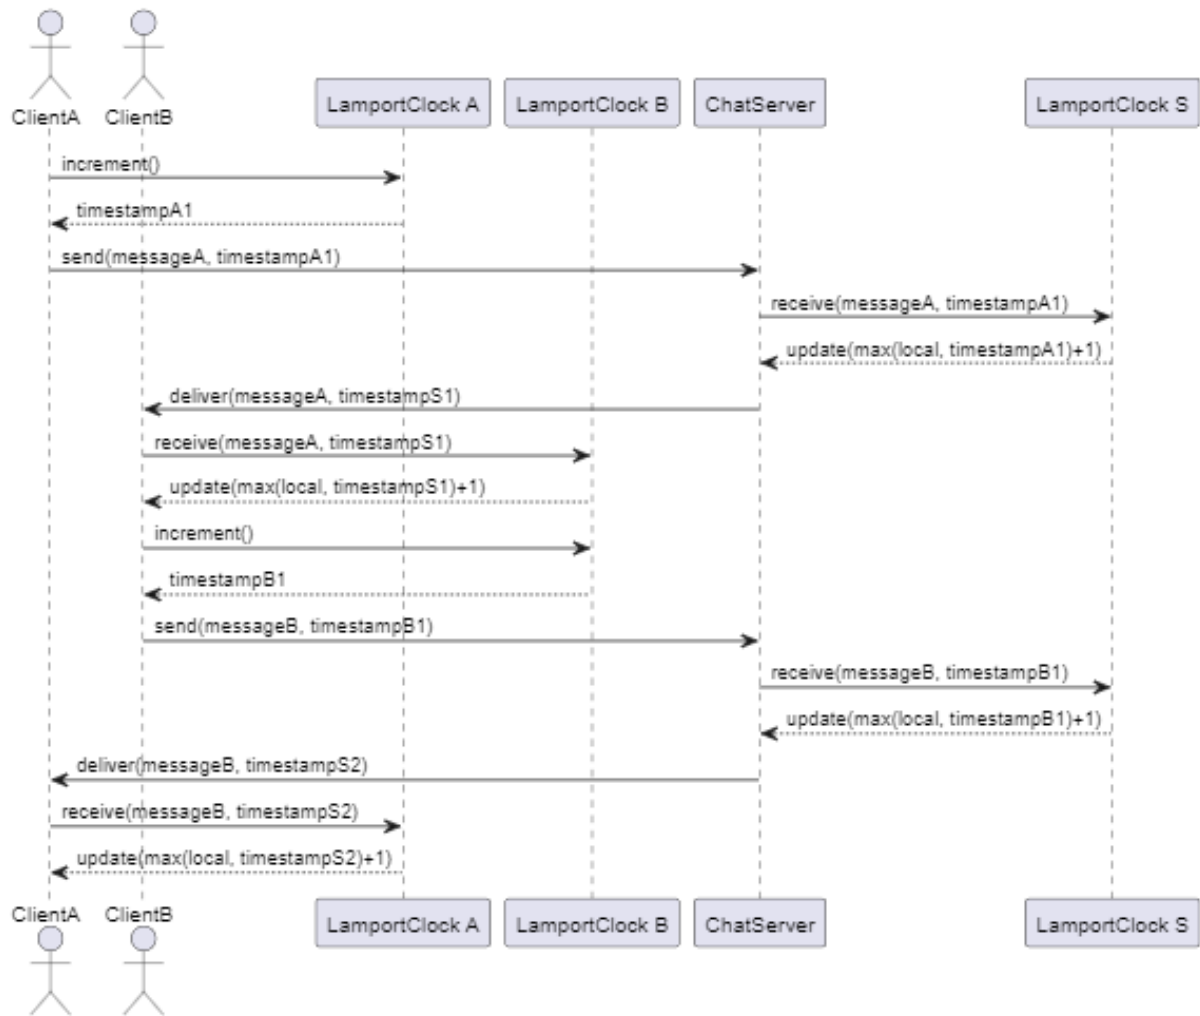 ClientA
ClientB
LamportClock A
LamportClock B
ChatServer
LamportClock S
increment()
timestampA1
send(messageA, timestampA1)
receive(messageA, timestampA1)
update(max(local, timestampA1)+1)
deliver(messageA, timestampS1)
receive(messageA, timestampS1)
update(max(local, timestampS1)+1)
increment()
timestampB1
send(messageB, timestampB1)
receive(messageB, timestampB1)
update(max(local, timestampB1)+1)
deliver(messageB, timestampS2)
receive(messageB, timestampS2)
update(max(local, timestampS2)+1)
ClientA
ClientB
LamportClock A
LamportClock B
ChatServer
LamportClock S